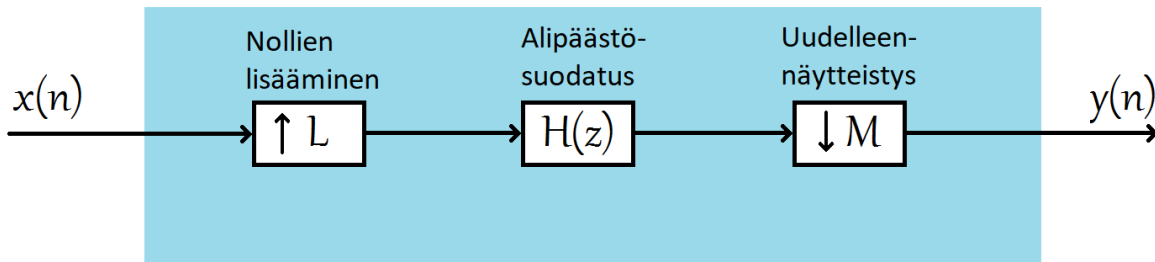 Nollien
lisääminen
Alipäästö-
suodatus
Uudelleen-
näytteistys
x(n)
↑ L
H(z)
↓ M
y(n)